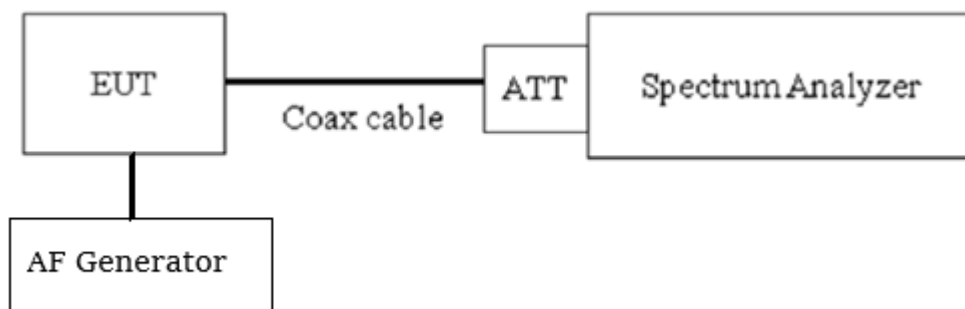 EUT
ATT
Spectrum Analyzer
Coax cable
AF Generator